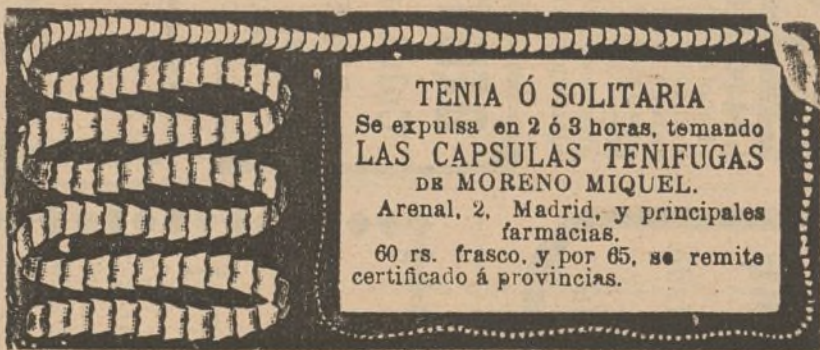 TENIA Ó SOLITARIA
Se expulsa en 2 ó 3 horas, temando
LAS CAPSULAS TENIFUGAS
DE MORENO MIQUEL.
Arenal, 2, Madrid, y principales
farmacias.
60 rs. frasco, y por 65, se remite
certificado á provincias.